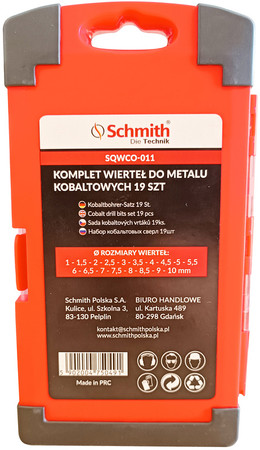 Schmith
Die Technik
SQWCO-011
KOMPLET WIERTEŁ DO METALU
KOBALTOWYCH 19 SZT
Kobaltbohrer-Satz 19 St.
Cobalt drill bits set 19 pcs
Sada kobaltových vrtáků 19ks.
Набор кобальтовых сверл 19шт
Ø ROZMIARY WIERTEŁ:
1 - 1,5 - 2 - 2,5 - 3 - 3,5 - 4 - 4,5 -5 - 5,5
6 - 6,5 - 7 - 7,5 - 8 - 8,5 - 9 - 10 mm
Schmith Polska S.A.
Kulice, ul. Szkolna 3,
83-130 Pelplin
BIURO HANDLOWE
ul. Kartuska 489
80-298 Gdańsk
kontakt@schmithpolska.pl
www.schmithpolska.pl
5 902004 750491
Made in PRC